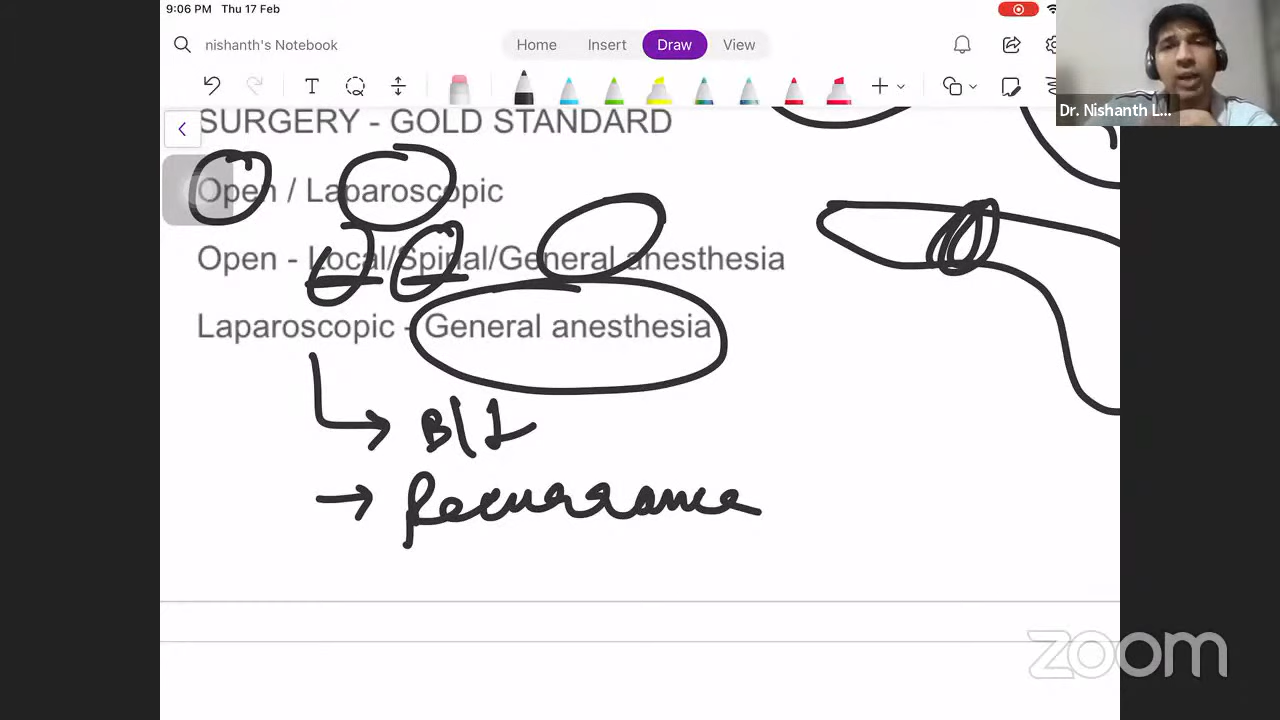 9:06 PM Thu 17 Feb
nishanth's Notebook
Home Insert Draw View
Dr. Nishanth L...
SURGERY - GOLD STANDARD
Open / Laparoscopic
Open - Local/Spinal/General anesthesia
Laparoscopic - General anesthesia
B/L
Recurrance
zoom